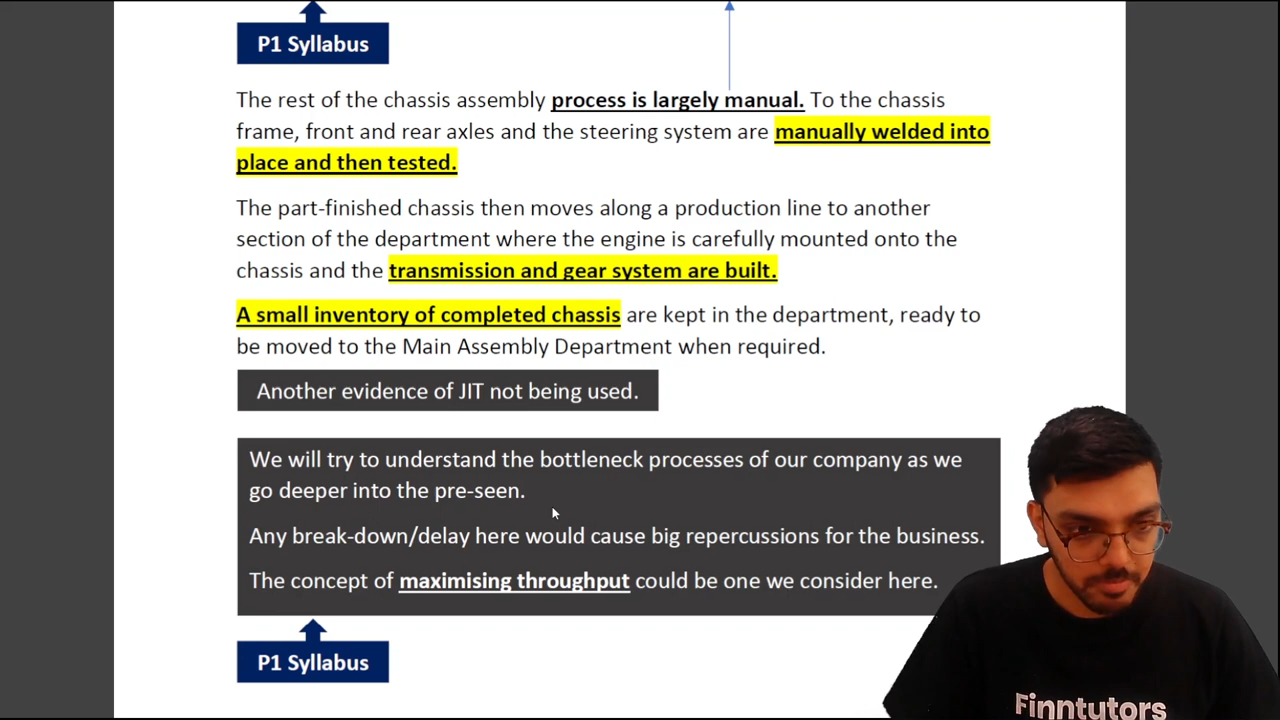 P1 Syllabus
The rest of the chassis assembly process is largely manual. To the chassis
frame, front and rear axles and the steering system are manually welded into
place and then tested.
The part-finished chassis then moves along a production line to another
section of the department where the engine is carefully mounted onto the
chassis and the transmission and gear system are built.
A small inventory of completed chassis are kept in the department, ready to
be moved to the Main Assembly Department when required.
Another evidence of JIT not being used.
We will try to understand the bottleneck processes of our company as we
go deeper into the pre-seen.
Any break-down/delay here would cause big repercussions for the business.
The concept of maximising throughput could be one we consider here.
P1 Syllabus
Finntutors